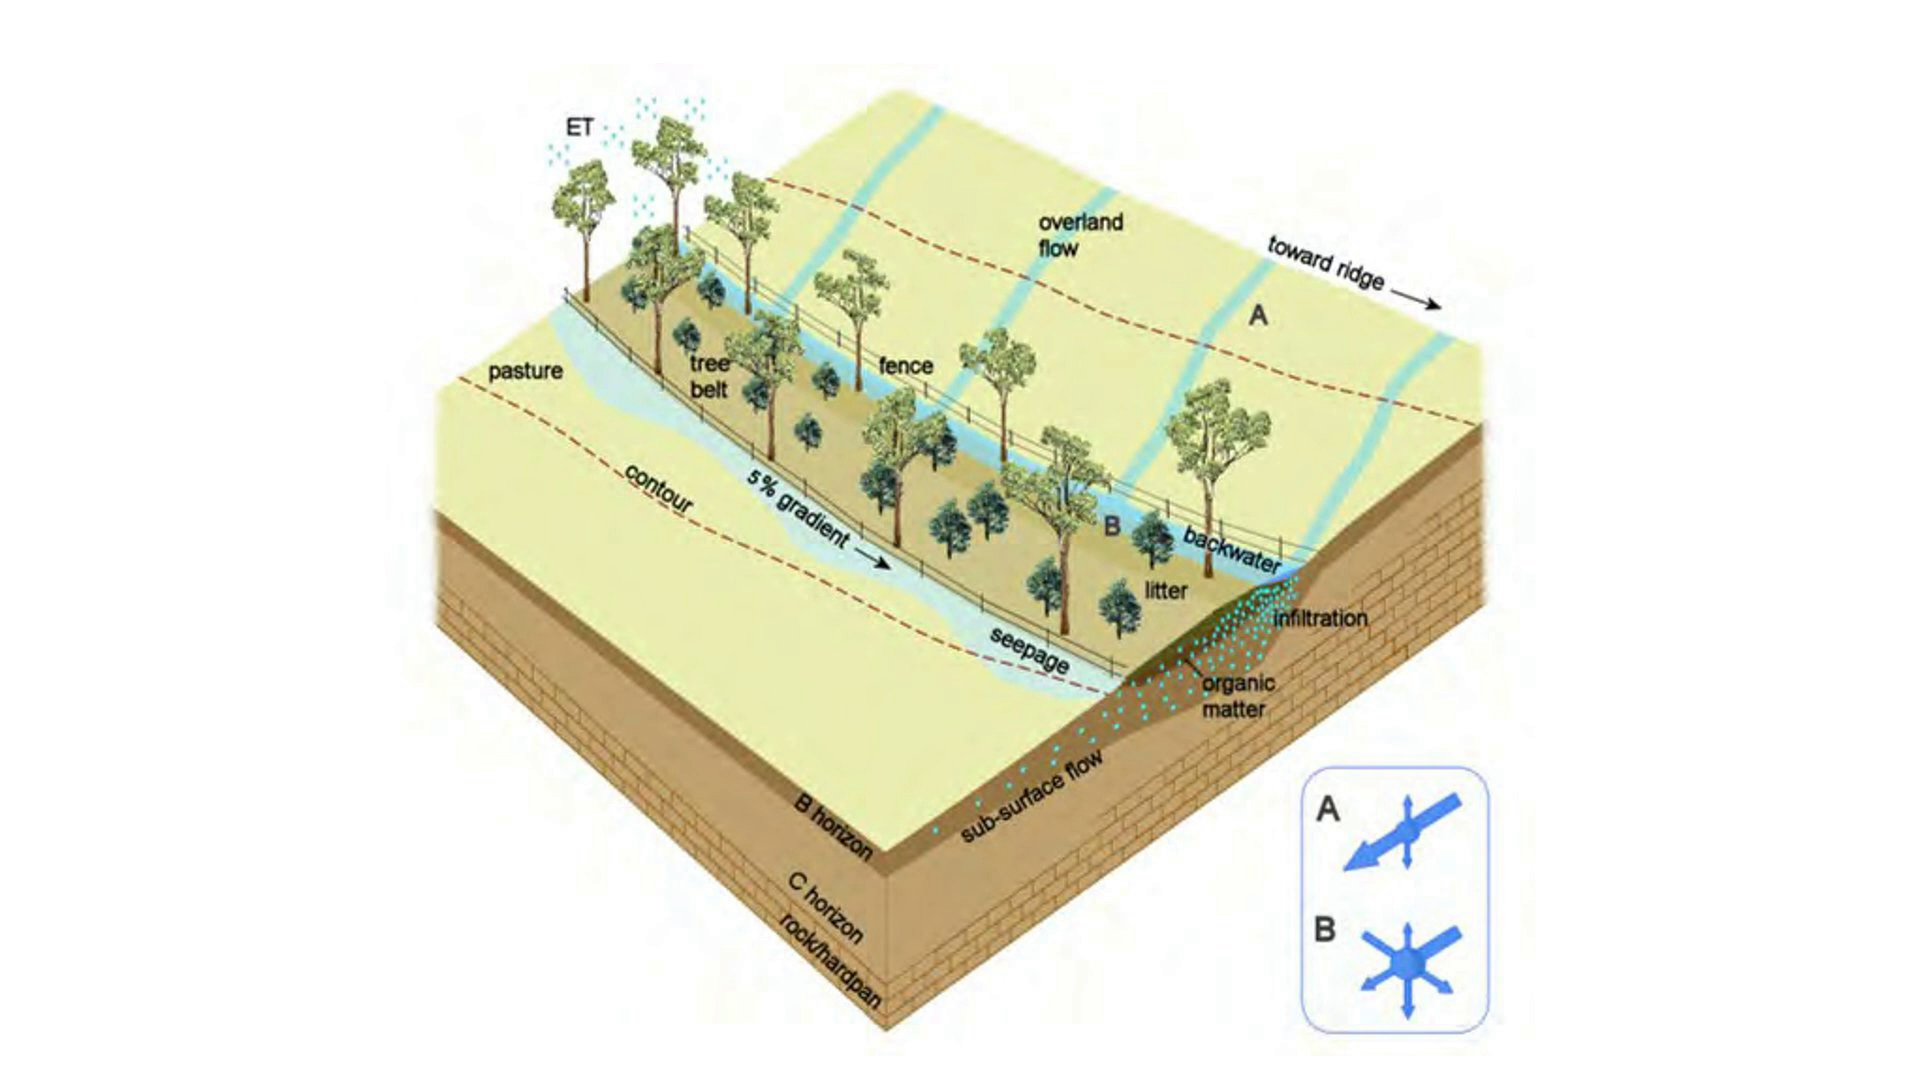 ET
overland
flow
toward ridge
A
pasture
tree
belt
fence
contour
5% gradient
B
backwater
litter
infiltration
seepage
organic
matter
sub-surface flow
B horizon
C horizon
rock/hardpan
A
B